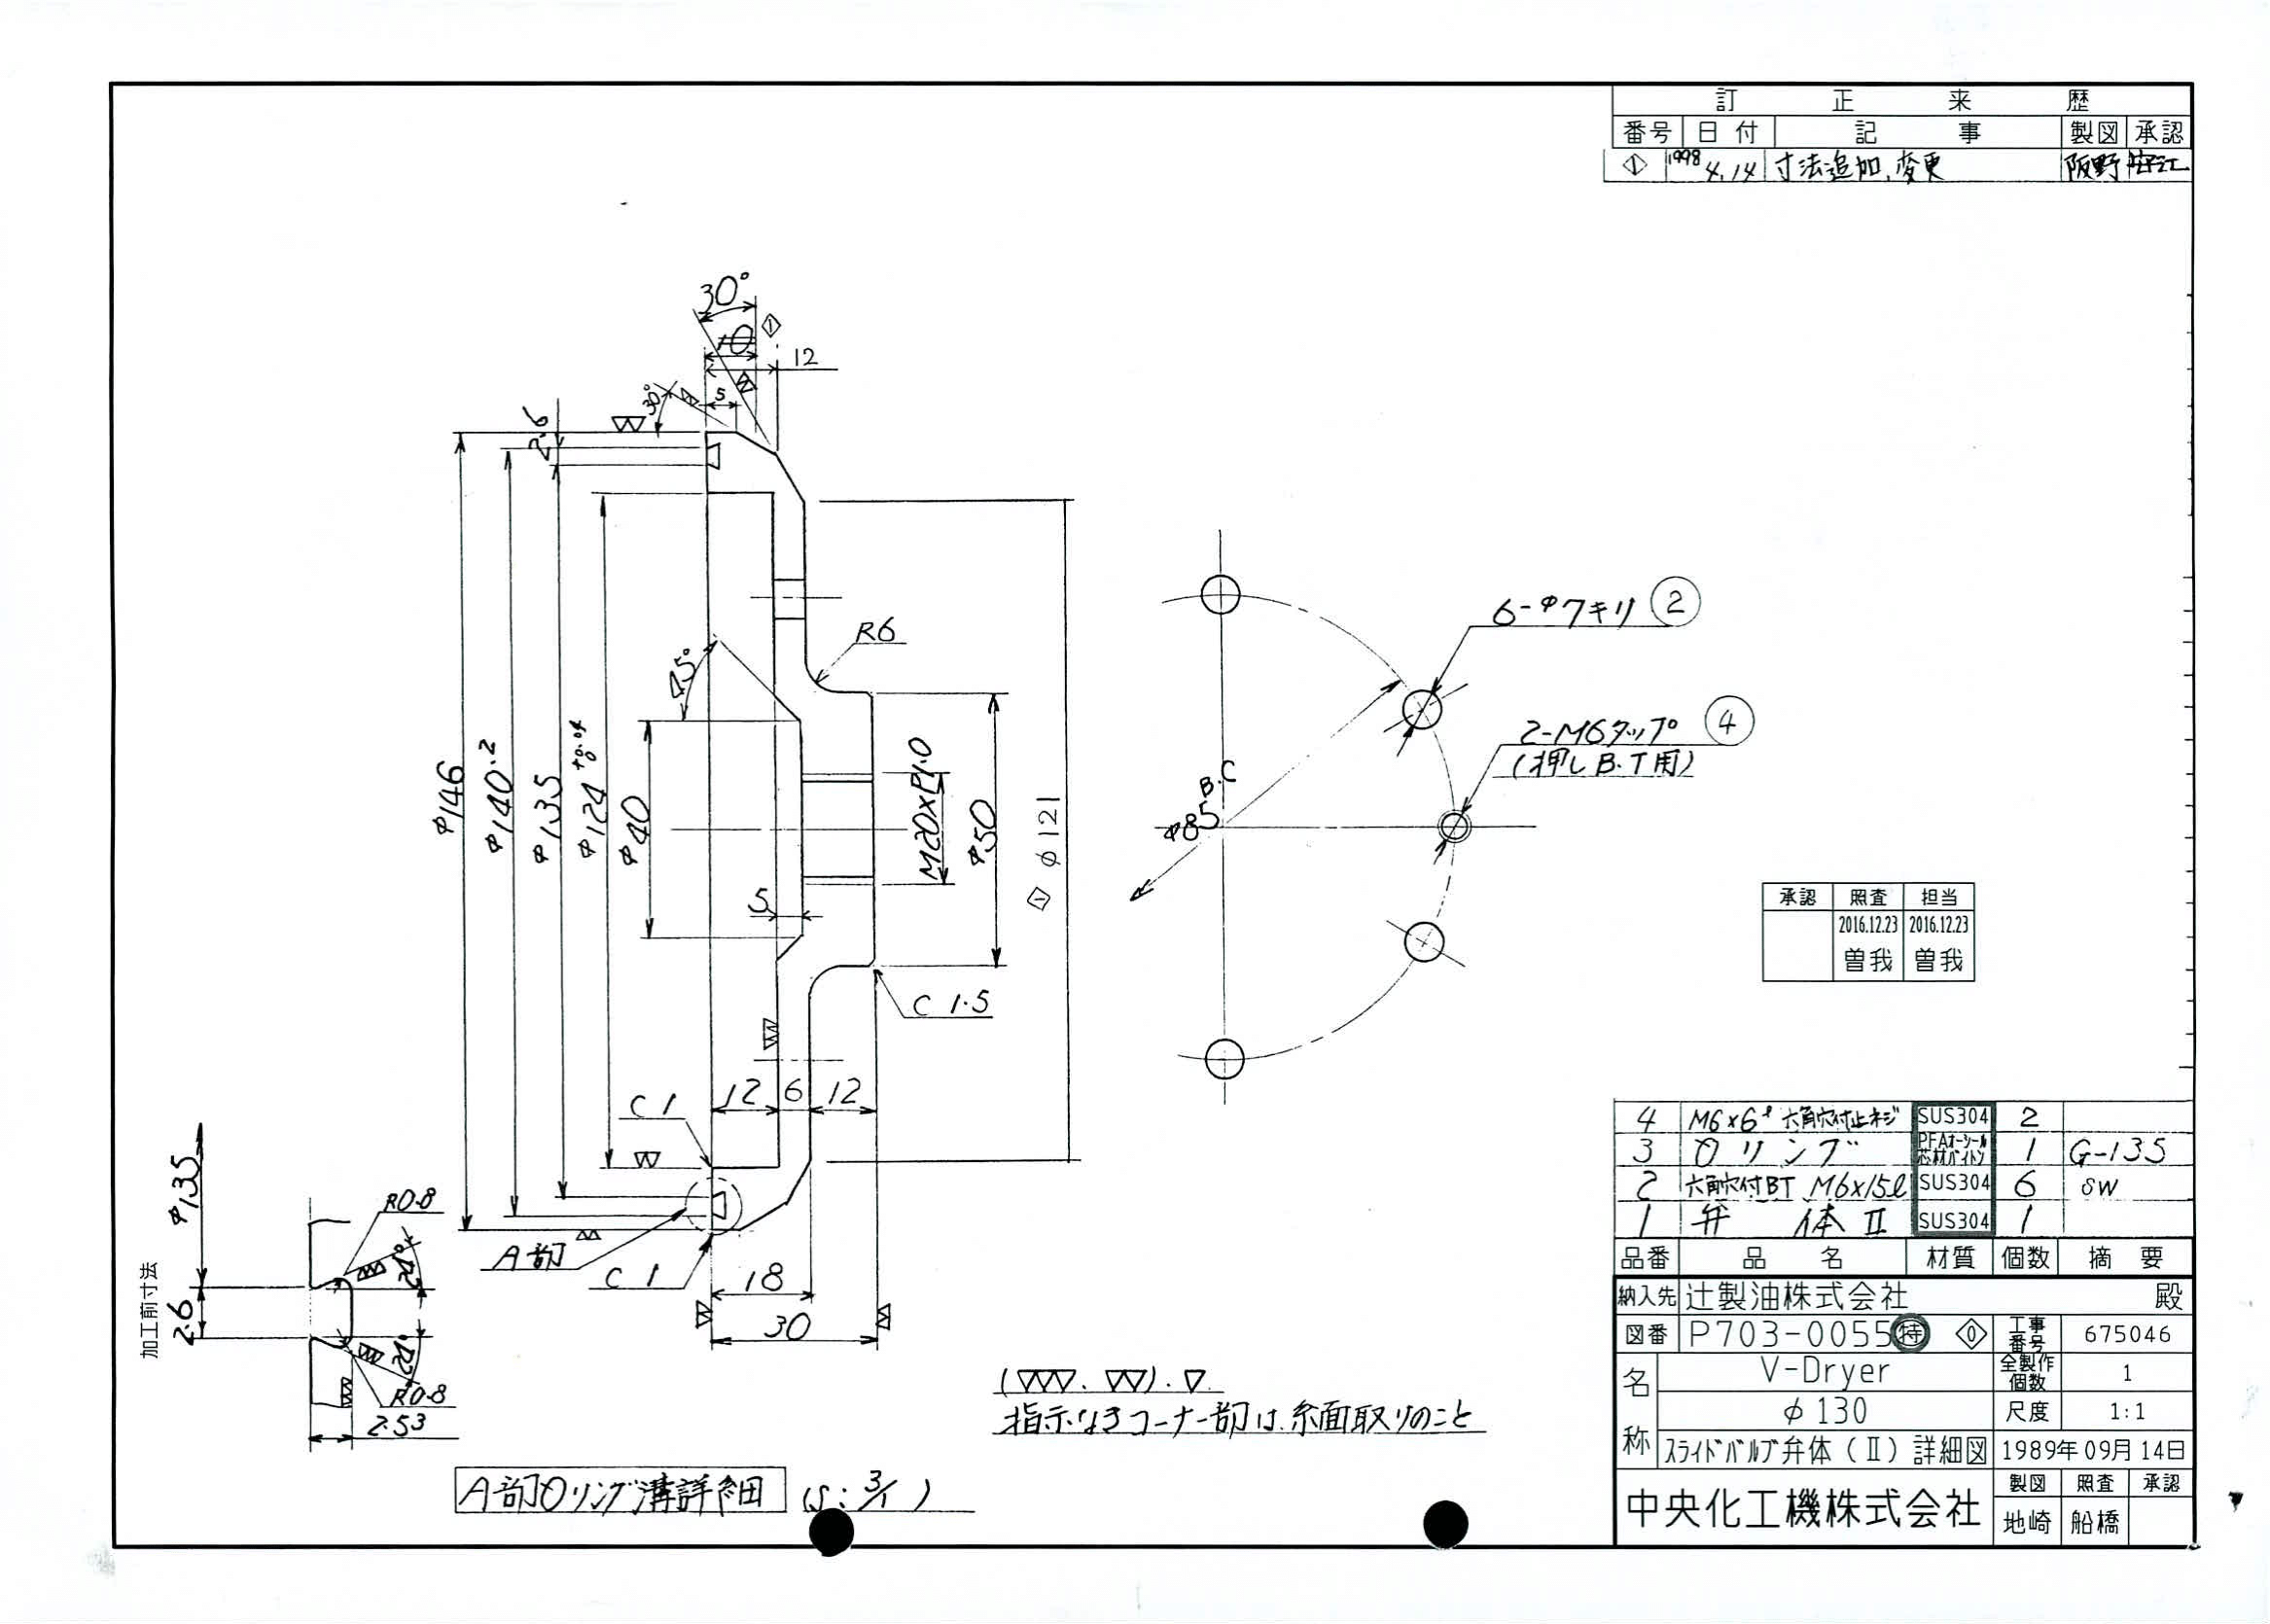 訂正来歴
番号 日付 記事 製図 承認
1 1998 4.14 寸法追加、変更 阪野
30°
10 1
12
30°
5
2.6
R6
45°
φ146
φ140.2
φ135
φ124 +0.04 0
φ40
M20×P1.0
φ50
1 φ121
5
C 1.5
12 6 12
C 1
A部
C 1
18
30
6-φ7キリ 2
2-M6タップ 4
(押しB.T用)
φ85 B.C
承認 照査 担当
2016.12.23 2016.12.23
曽我 曽我
φ135
R0.8
加工前寸法
2.6
R0.8
2.53
A部Oリング溝詳細 (S: 3/1)
(▽▽▽. ▽▽). ▽
指示なきコーナー部は、糸面取りのこと
4 M6×6ℓ 六角穴付止ネジ SUS304 2
3 Oリング PFAオーシール 芯材バイトン 1 G-135
2 六角穴付BT M6×15ℓ SUS304 6 SW
1 弁体Ⅱ SUS304 1
品番 品名 材質 個数 摘要
納入先 辻製油株式会社 殿
図番 P703-0055 特 0 工事番号 675046
名称 V-Dryer 全製作個数 1
φ130 尺度 1:1
スライドバルブ弁体(Ⅱ)詳細図 1989年09月14日
中央化工機株式会社 製図 照査 承認
地崎 船橋